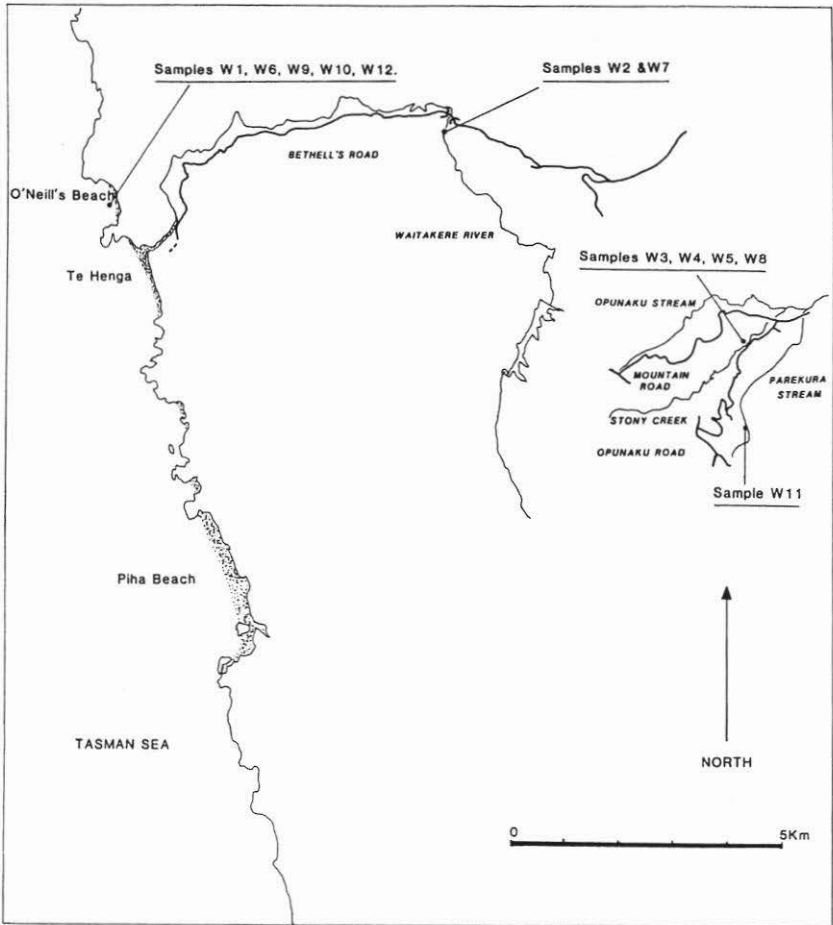 Samples W1, W6, W9, W10, W12.
Samples W2 &W7
BETHELL'S ROAD
O'Neill's Beach
WAITAKERE RIVER
Te Henga
Samples W3, W4, W5, W8
OPUNAKU STREAM
MOUNTAIN
ROAD
PAREKURA
STREAM
STONY CREEK
OPUNAKU ROAD
Sample W11
Piha Beach
TASMAN SEA
NORTH
0
5Km